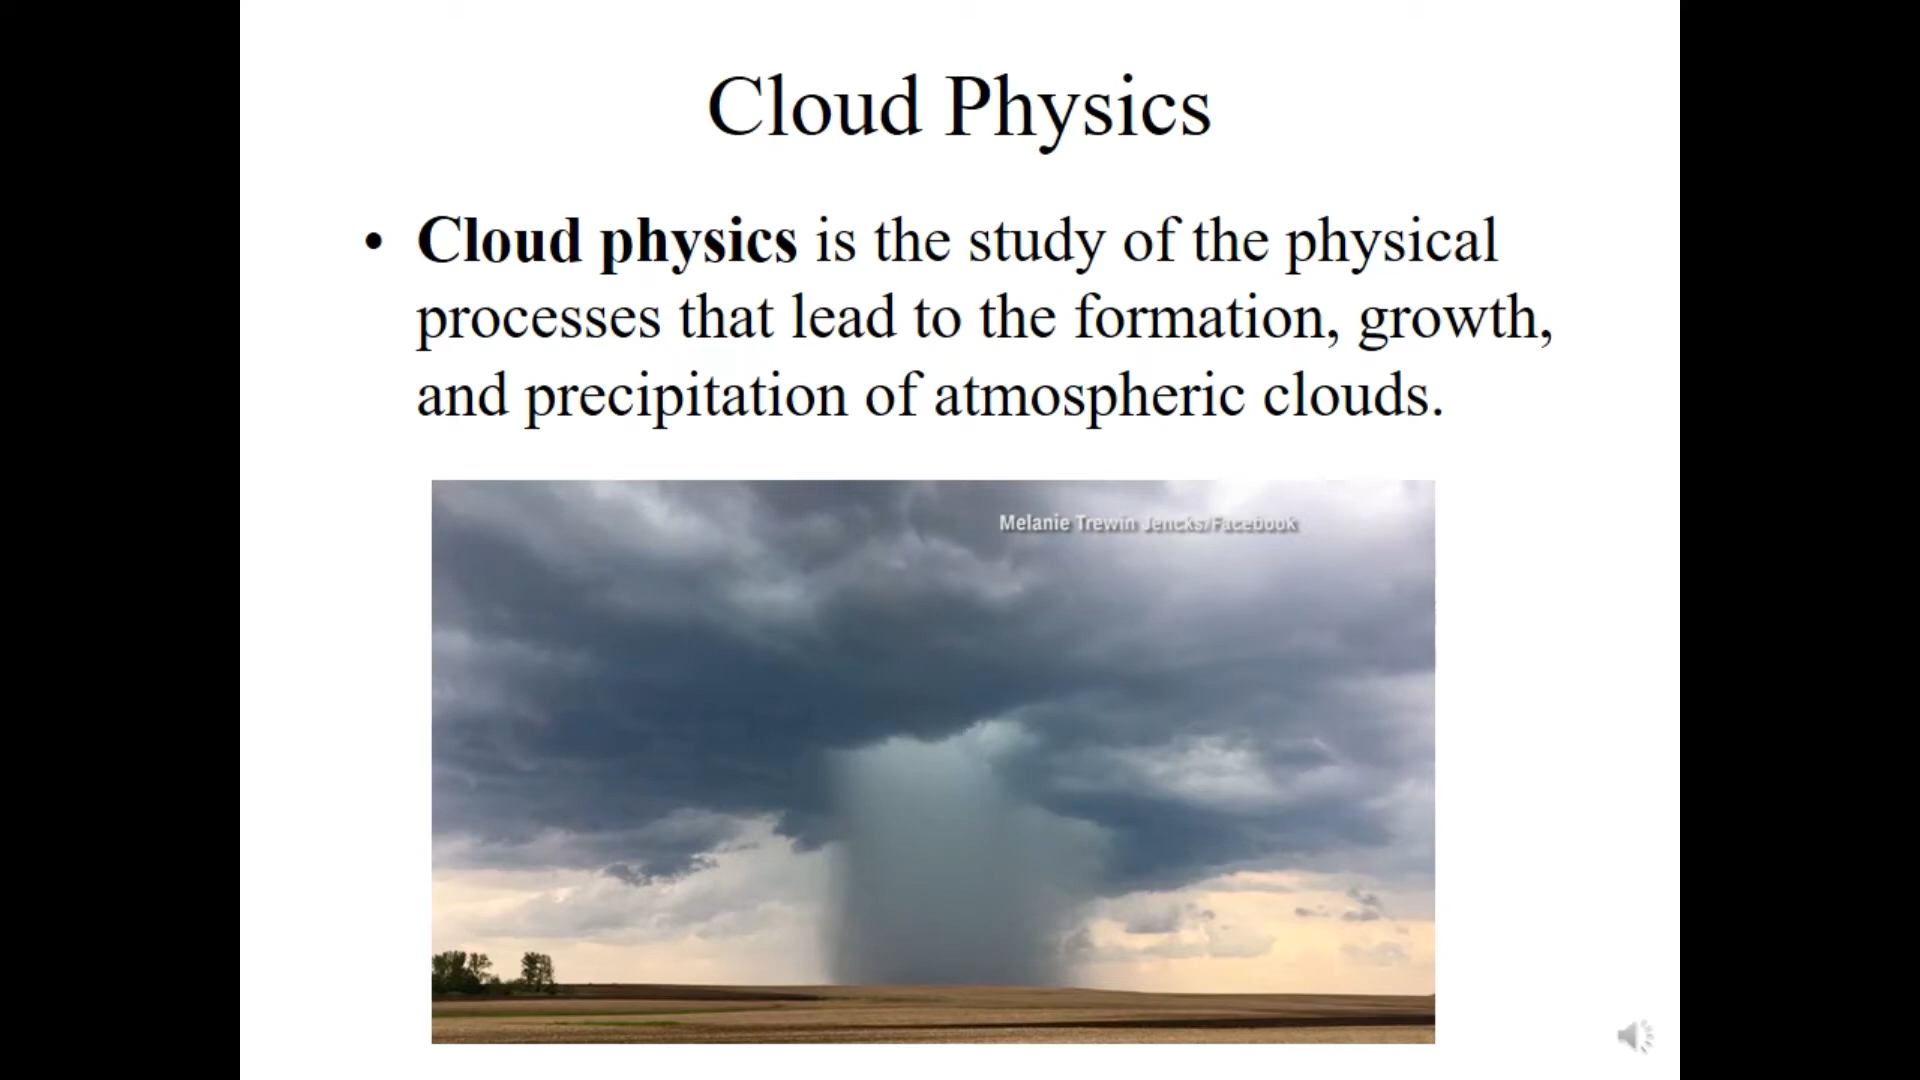 Cloud Physics
• Cloud physics is the study of the physical
processes that lead to the formation, growth,
and precipitation of atmospheric clouds.
Melanie Trewin Jencks/Facebook